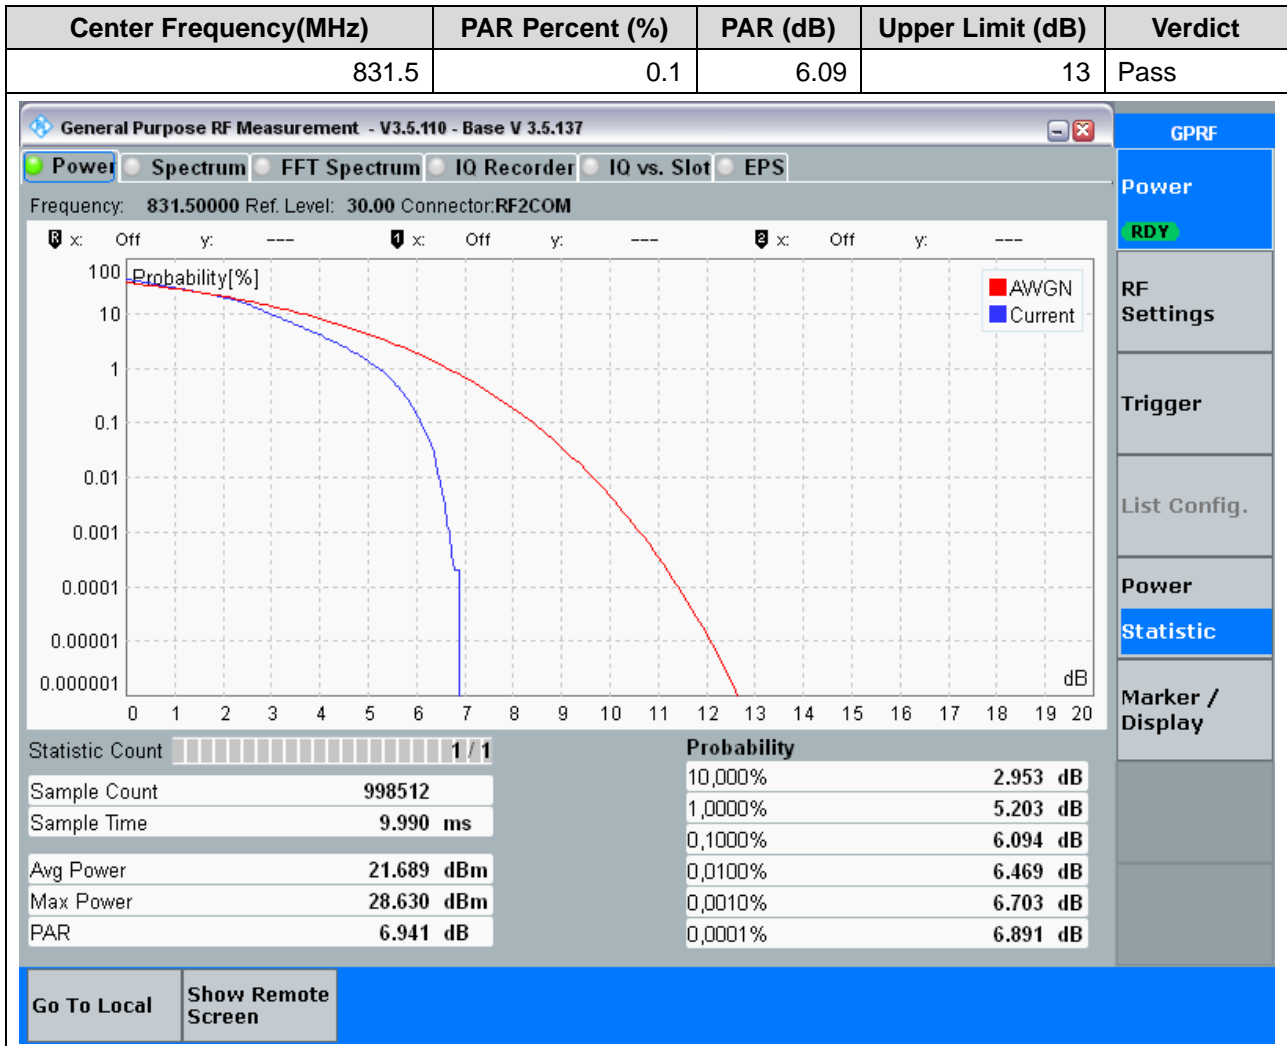 Center Frequency(MHz) PAR Percent (%) PAR (dB) Upper Limit (dB) Verdict
831.5 0.1 6.09 13 Pass
General Purpose RF Measurement - V3.5.110 - Base V 3.5.137
GPRF
Power Spectrum FFT Spectrum IQ Recorder IQ vs. Slot EPS
Power
RDY
Frequency: 831.50000 Ref. Level: 30.00 Connector:RF2COM
R x: Off y: --- 1 x: Off y: --- 2 x: Off y: ---
Probability[%]
AWGN
Current
100
10
1
0.1
0.01
0.001
0.0001
0.00001
0.000001
dB
0 1 2 3 4 5 6 7 8 9 10 11 12 13 14 15 16 17 18 19 20
RF
Settings
Trigger
List Config.
Power
Statistic
Marker /
Display
Statistic Count 1 / 1
Sample Count 998512
Sample Time 9.990 ms
Avg Power 21.689 dBm
Max Power 28.630 dBm
PAR 6.941 dB
Probability
10,000% 2.953 dB
1,0000% 5.203 dB
0,1000% 6.094 dB
0,0100% 6.469 dB
0,0010% 6.703 dB
0,0001% 6.891 dB
Go To Local
Show Remote
Screen